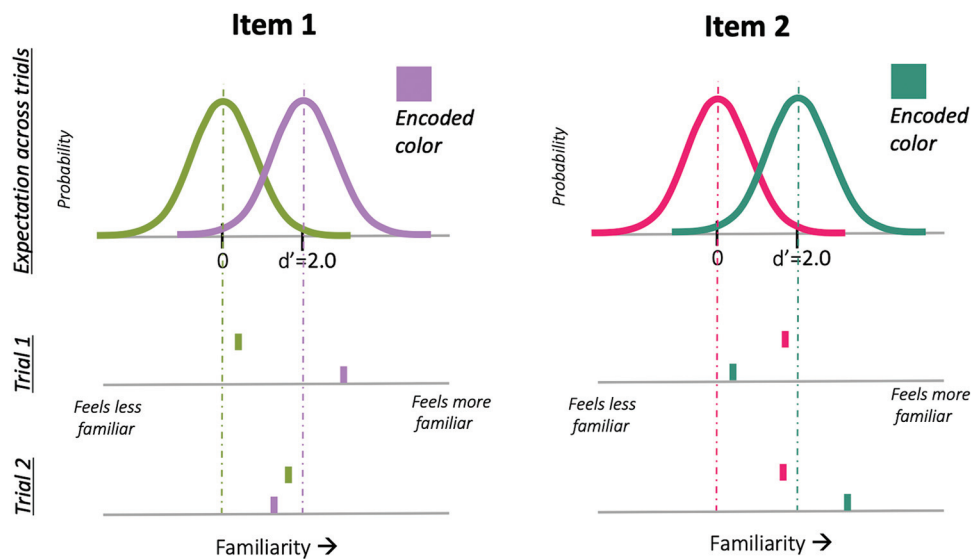 Item 1
Item 2
Expectation across trials
Probability
Encoded
color
0
d’=2.0
Probability
Encoded
color
0
d’=2.0
Trial 1
Feels less
familiar
Feels more
familiar
Feels less
familiar
Feels more
familiar
Trial 2
Familiarity →
Familiarity →